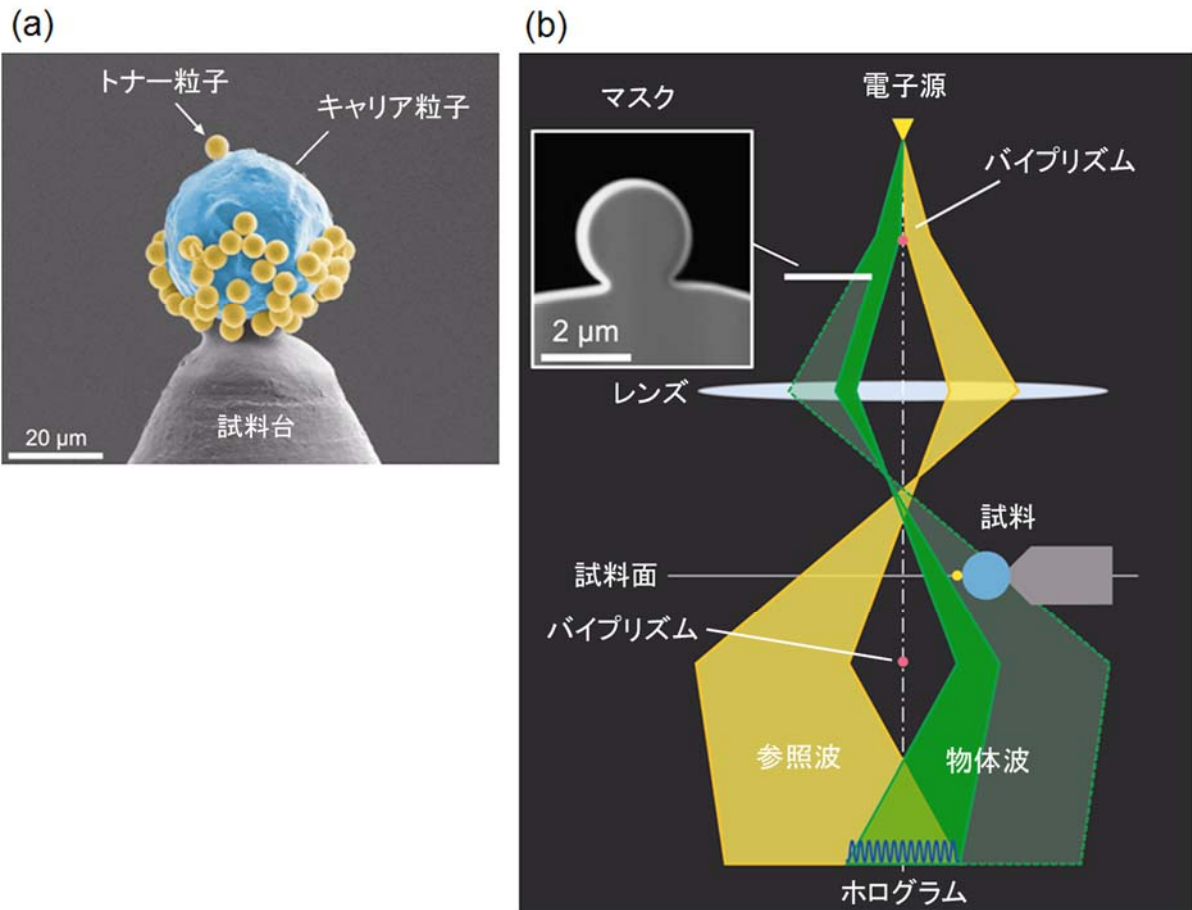 (a)
トナー粒子
キャリア粒子
試料台
20 μm
(b)
マスク
電子源
バイプリズム
2 μm
レンズ
試料
試料面
バイプリズム
参照波
物体波
ホログラム